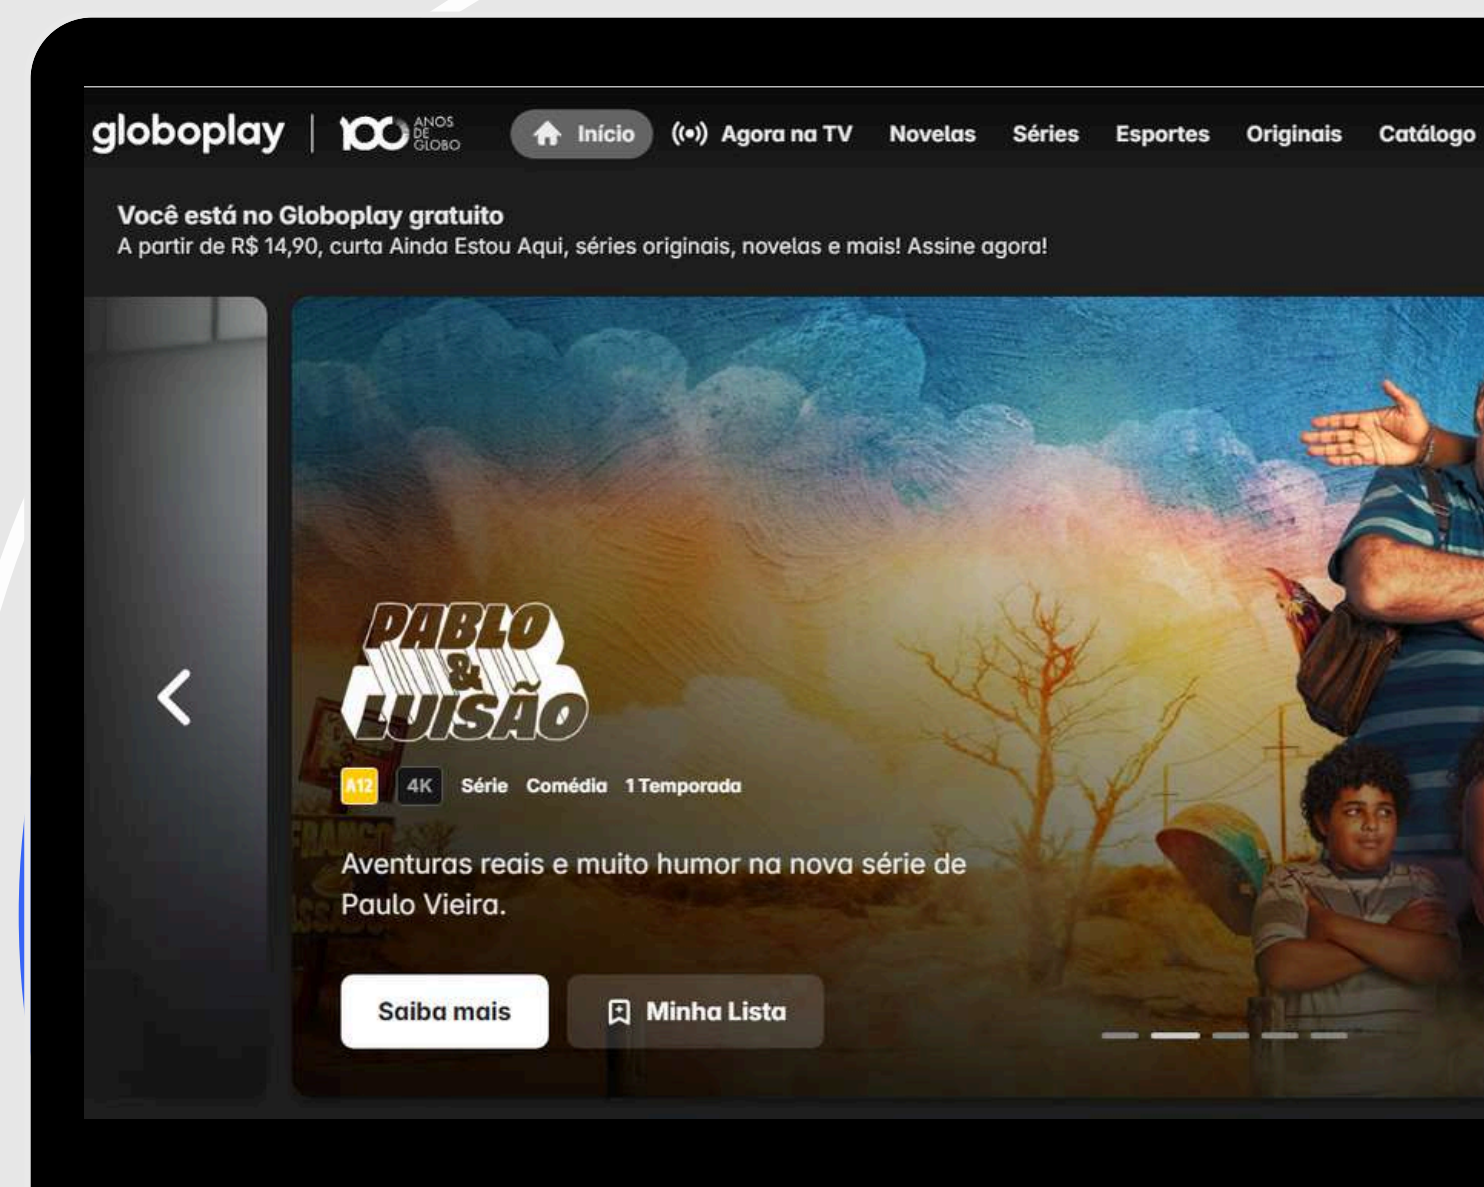 globoplay
100 ANOS DE GLOBO
Início
Agora na TV
Novelas
Séries
Esportes
Originais
Catálogo
Você está no Globoplay gratuito
A partir de R$ 14,90, curta Ainda Estou Aqui, séries originais, novelas e mais! Assine agora!
PABLO
&
LUISÃO
A12
4K
Série
Comédia
1 Temporada
FRANGO
ASSADO
Aventuras reais e muito humor na nova série de
Paulo Vieira.
Saiba mais
Minha Lista